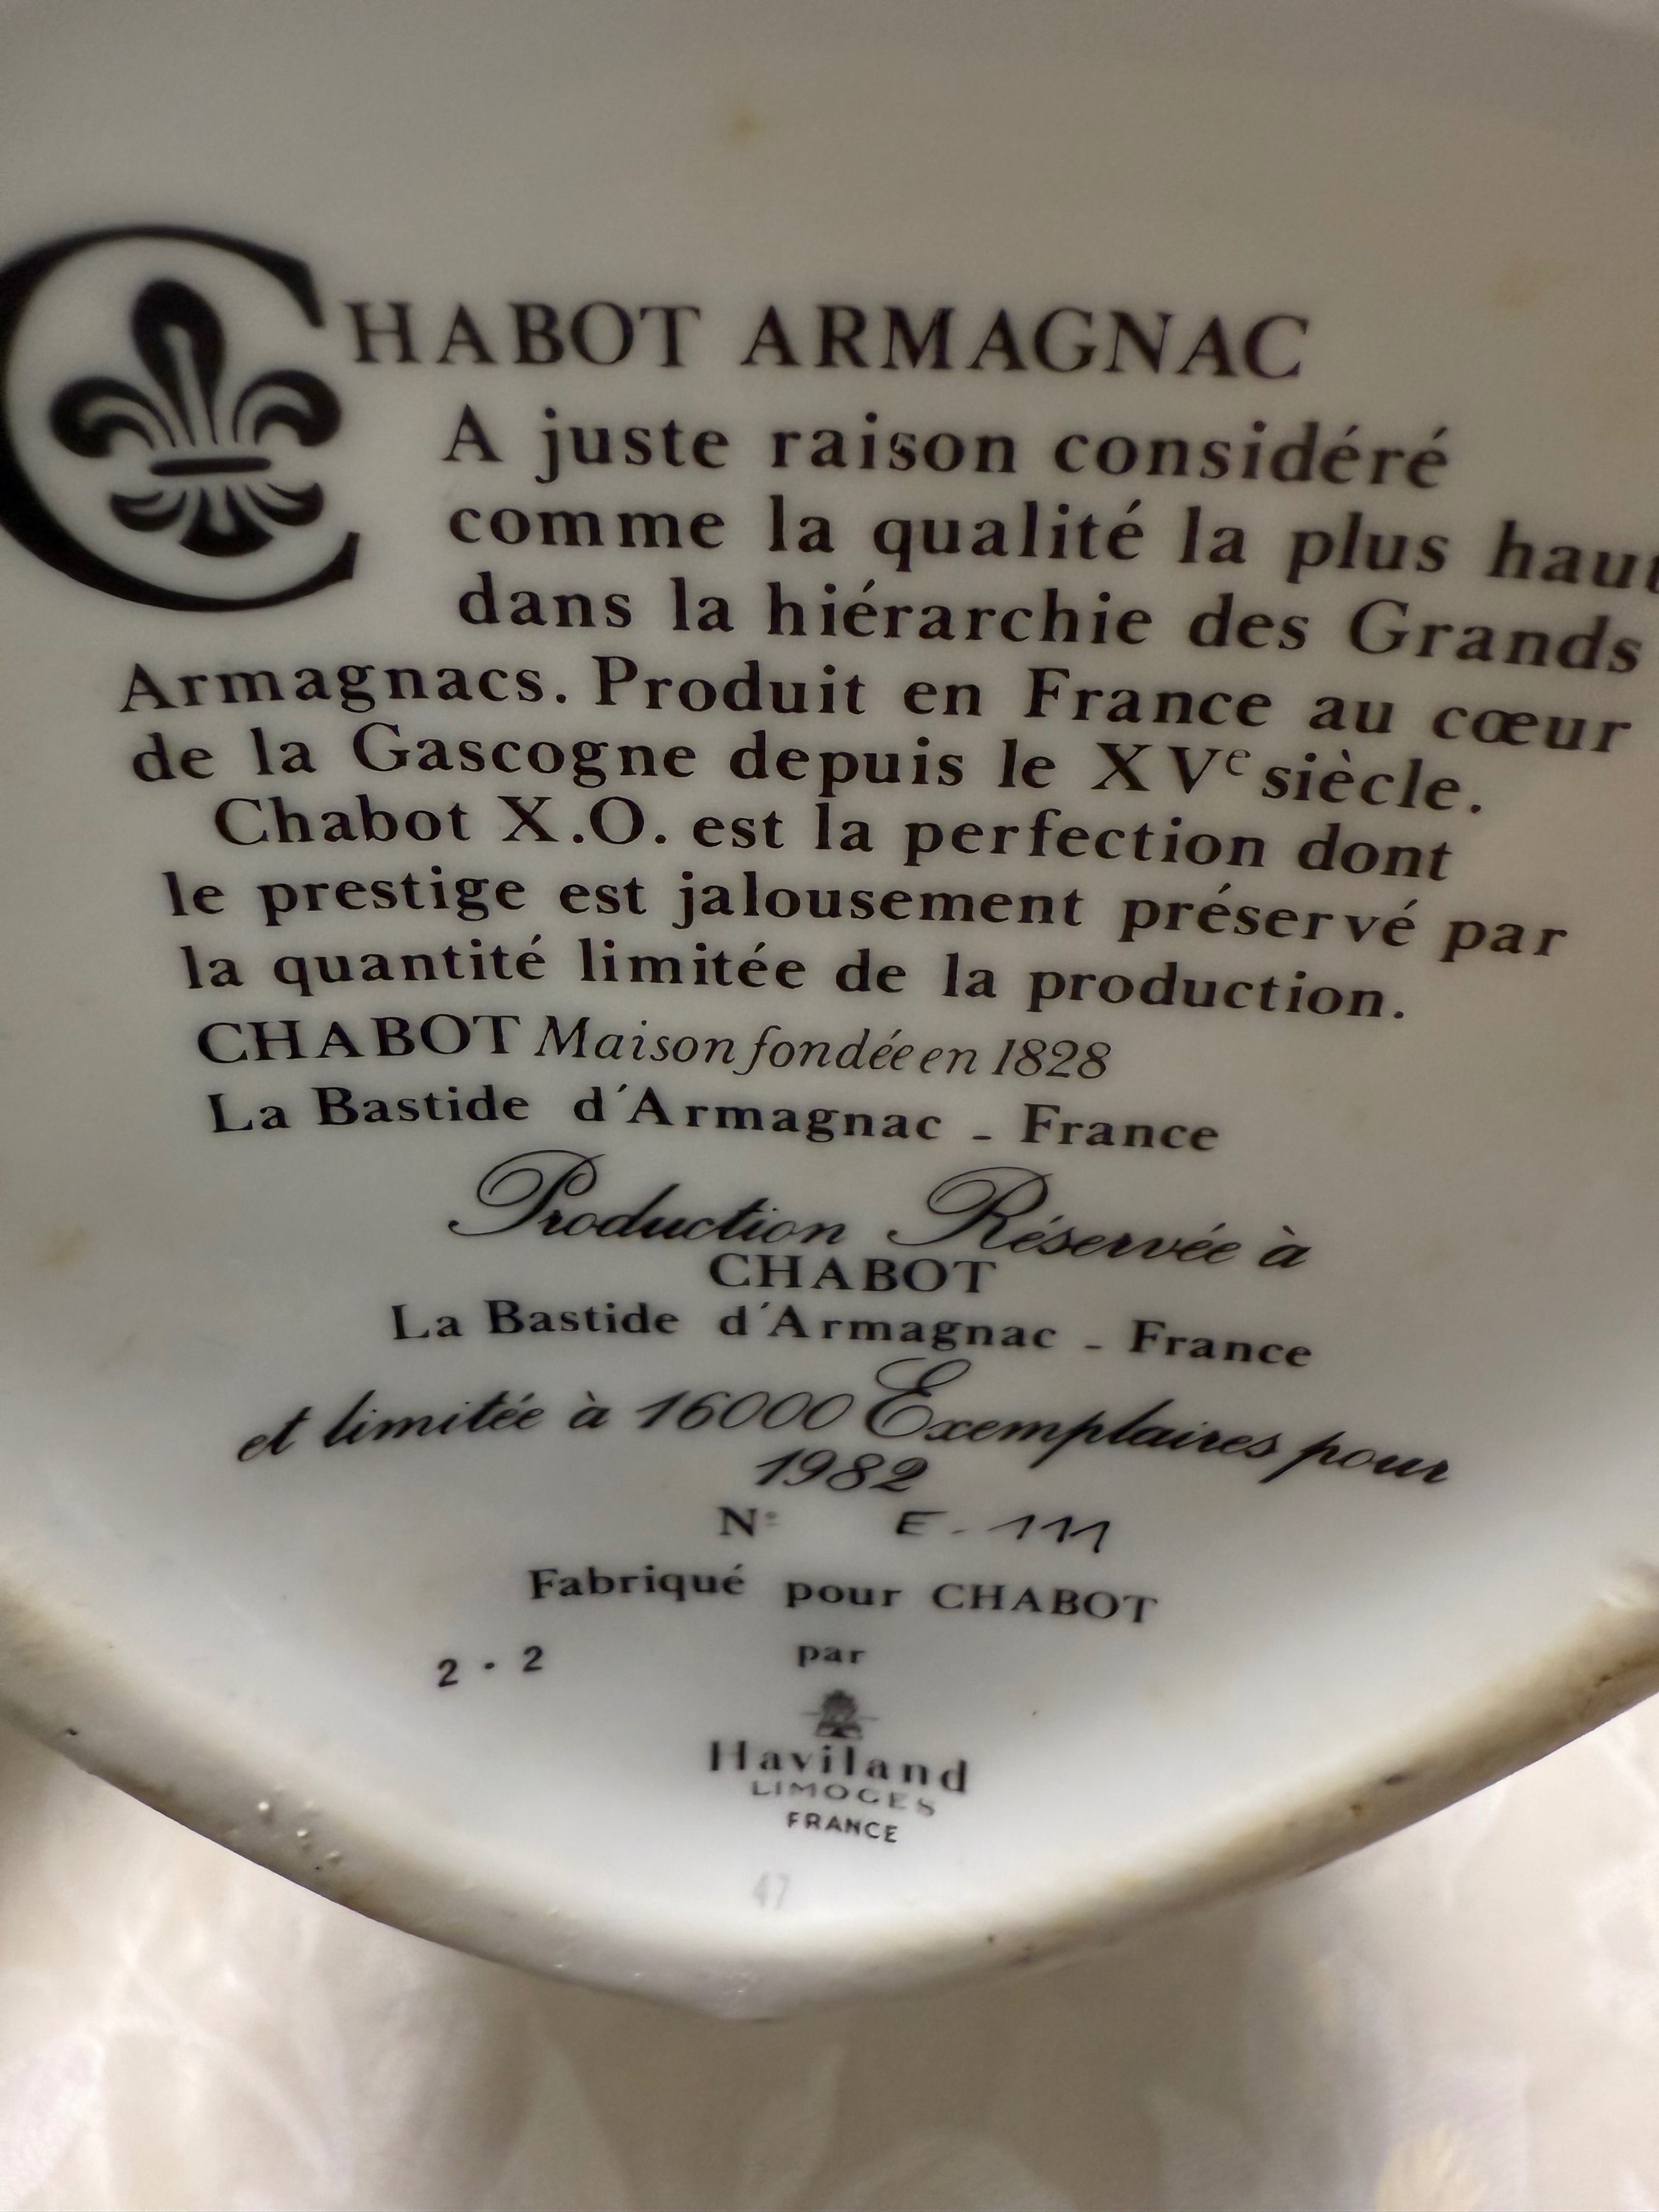 CHABOT ARMAGNAC
A juste raison considéré
comme la qualité la plus haut
dans la hiérarchie des Grands
Armagnacs. Produit en France au cœur
de la Gascogne depuis le XVe siècle.
Chabot X.O. est la perfection dont
le prestige est jalousement préservé par
la quantité limitée de la production.
CHABOT Maison fondée en 1828
La Bastide d'Armagnac - France
Production Réservée à
CHABOT
La Bastide d'Armagnac - France
et limitée à 16000 Exemplaires pour
1982
N° E - 111
Fabriqué pour CHABOT
2 · 2 par
Haviland
LIMOGES
FRANCE
47